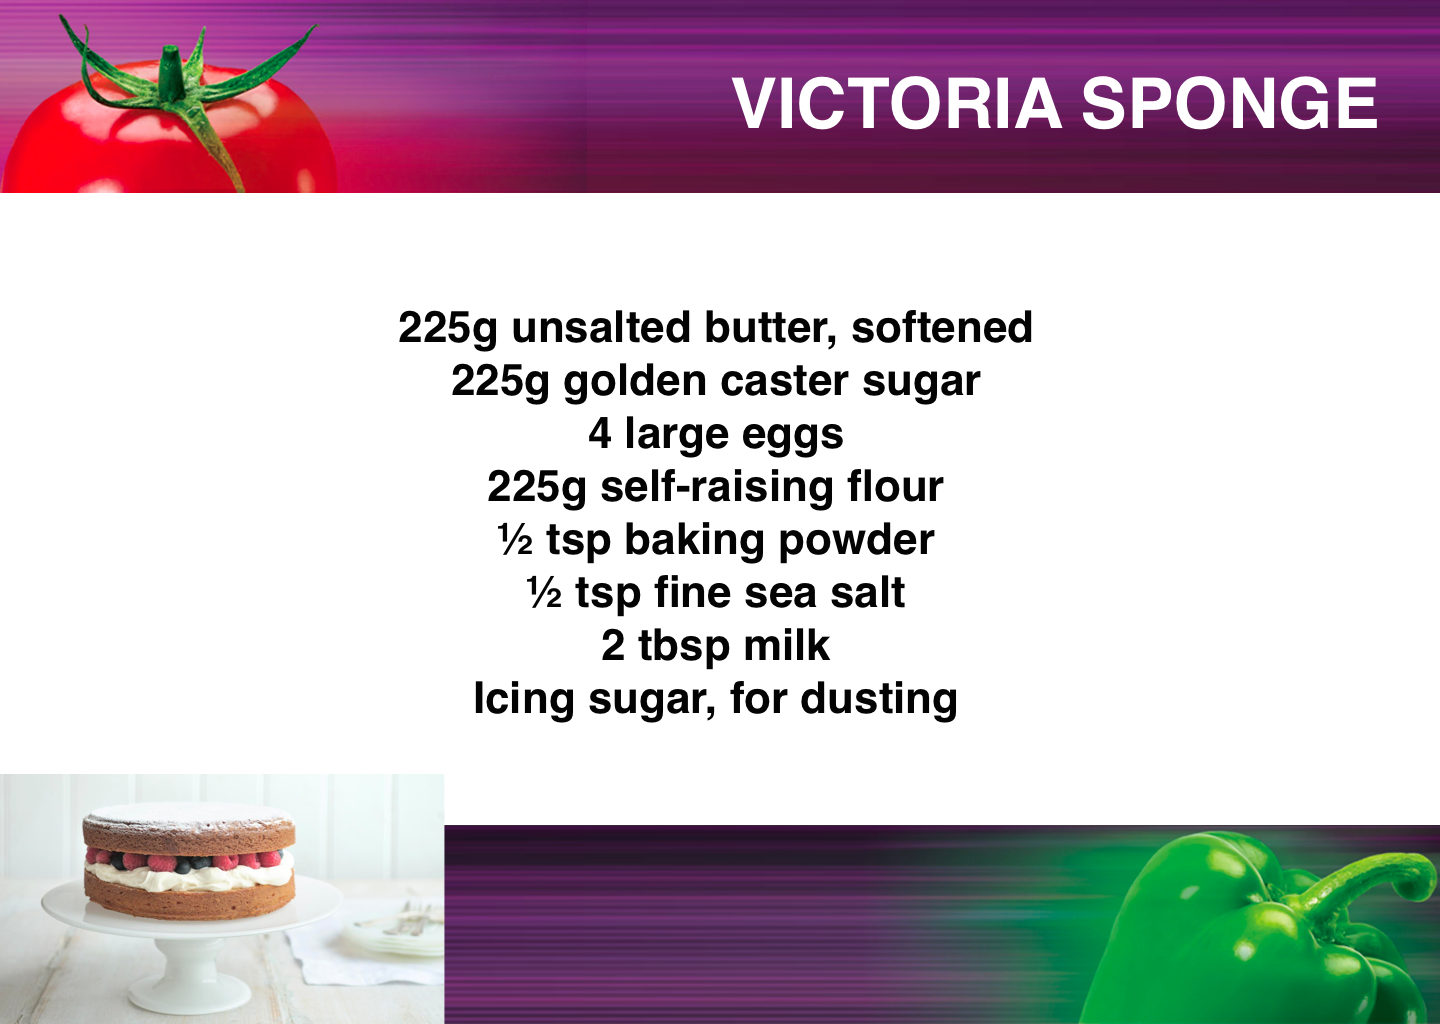 VICTORIA SPONGE
225g unsalted butter, softened
225g golden caster sugar
4 large eggs
225g self-raising flour
½ tsp baking powder
½ tsp fine sea salt
2 tbsp milk
Icing sugar, for dusting